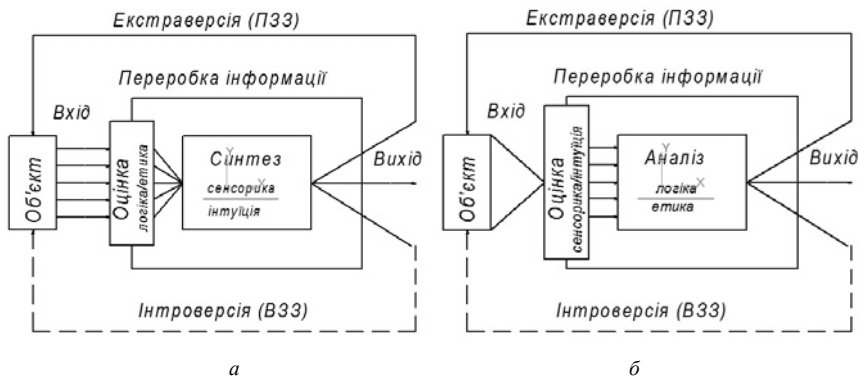 Екстраверсія (ПЗЗ)
Переробка інформації
Вхід
Об'єкт
Оцінка
логіка/етика
Синтез
Y
X
сенсорика
інтуїція
Вихід
Інтроверсія (ВЗЗ)
а
Екстраверсія (ПЗЗ)
Переробка інформації
Вхід
Об'єкт
Оцінка
сенсорика/інтуїція
Аналіз
Y
X
логіка
етика
Вихід
Інтроверсія (ВЗЗ)
б